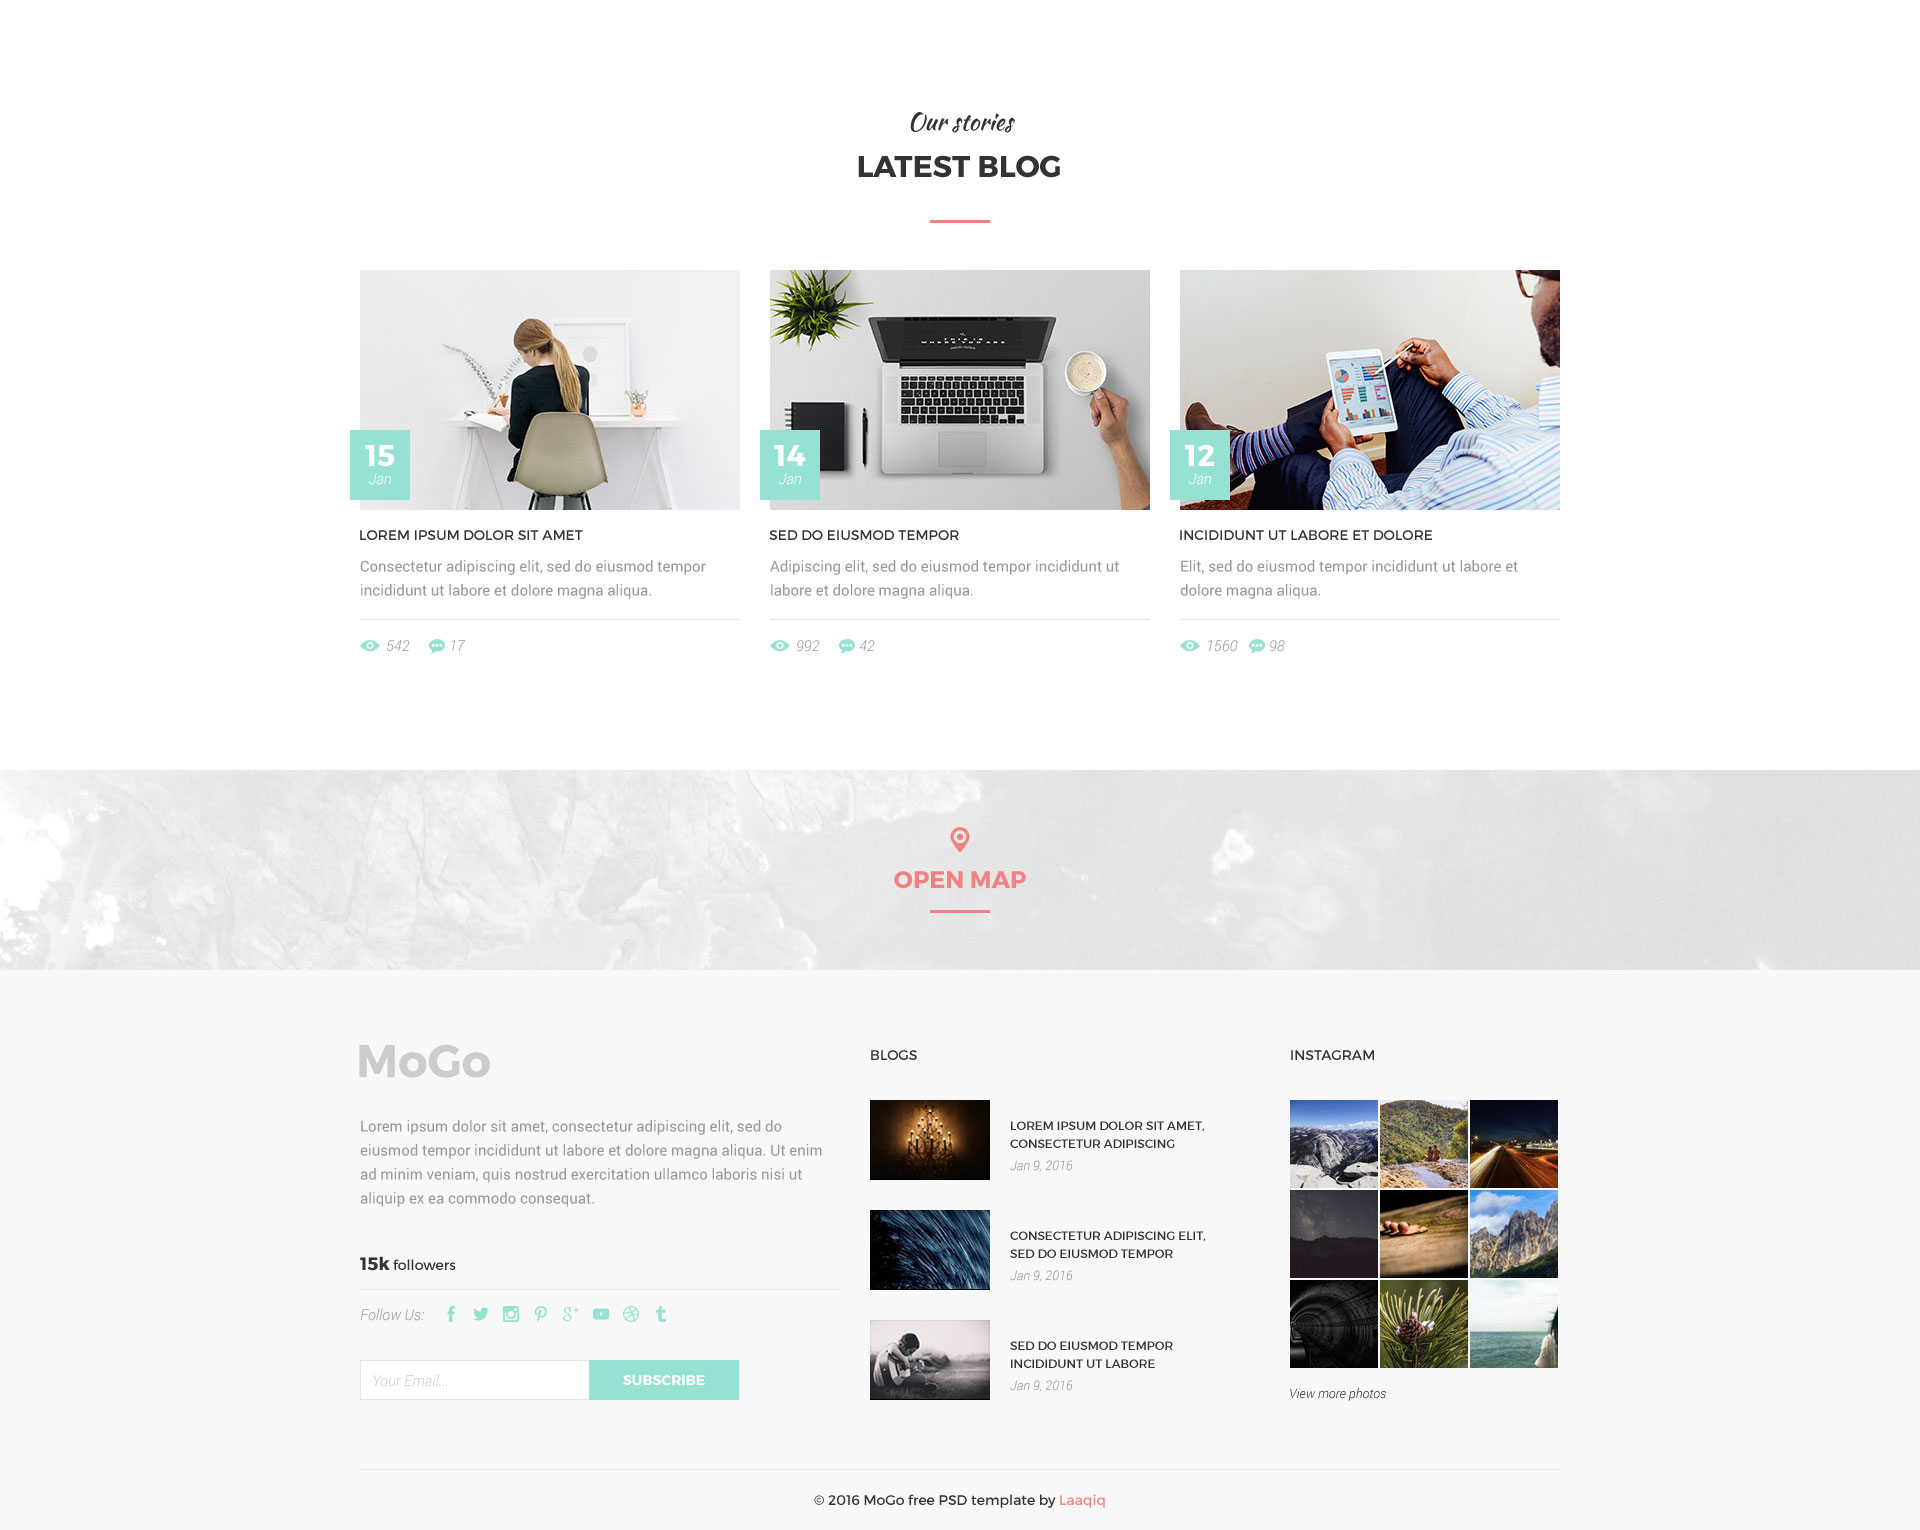 Our stories
LATEST BLOG
15
Jan
LOREM IPSUM DOLOR SIT AMET
Consectetur adipiscing elit, sed do eiusmod tempor
incididunt ut labore et dolore magna aliqua.
542 17
THIS IS
WHERE YOU ARE
14
Jan
SED DO EIUSMOD TEMPOR
Adipiscing elit, sed do eiusmod tempor incididunt ut
labore et dolore magna aliqua.
992 42
12
Jan
INCIDIDUNT UT LABORE ET DOLORE
Elit, sed do eiusmod tempor incididunt ut labore et
dolore magna aliqua.
1560 98
OPEN MAP
MoGo
Lorem ipsum dolor sit amet, consectetur adipiscing elit, sed do
eiusmod tempor incididunt ut labore et dolore magna aliqua. Ut enim
ad minim veniam, quis nostrud exercitation ullamco laboris nisi ut
aliquip ex ea commodo consequat.
15k followers
Follow Us:
Your Email...
SUBSCRIBE
BLOGS
LOREM IPSUM DOLOR SIT AMET,
CONSECTETUR ADIPISCING
Jan 9, 2016
CONSECTETUR ADIPISCING ELIT,
SED DO EIUSMOD TEMPOR
Jan 9, 2016
SED DO EIUSMOD TEMPOR
INCIDIDUNT UT LABORE
Jan 9, 2016
INSTAGRAM
View more photos
© 2016 MoGo free PSD template by Laaqiq